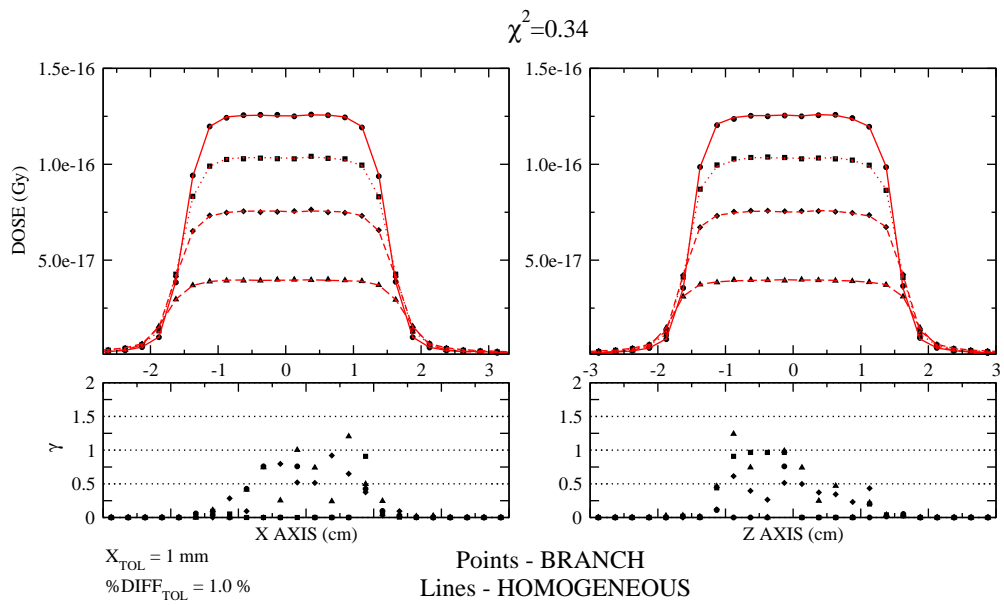 χ²=0.34
1.5e-16
1.0e-16
5.0e-17
DOSE (Gy)
-2 -1 0 1 2 3
1.5e-16
1.0e-16
5.0e-17
-3 -2 -1 0 1 2 3
2
1.5
1
0.5
0
γ
X AXIS (cm)
2
1.5
1
0.5
0
Z AXIS (cm)
X_TOL = 1 mm
%DIFF_TOL = 1.0 %
Points - BRANCH
Lines - HOMOGENEOUS